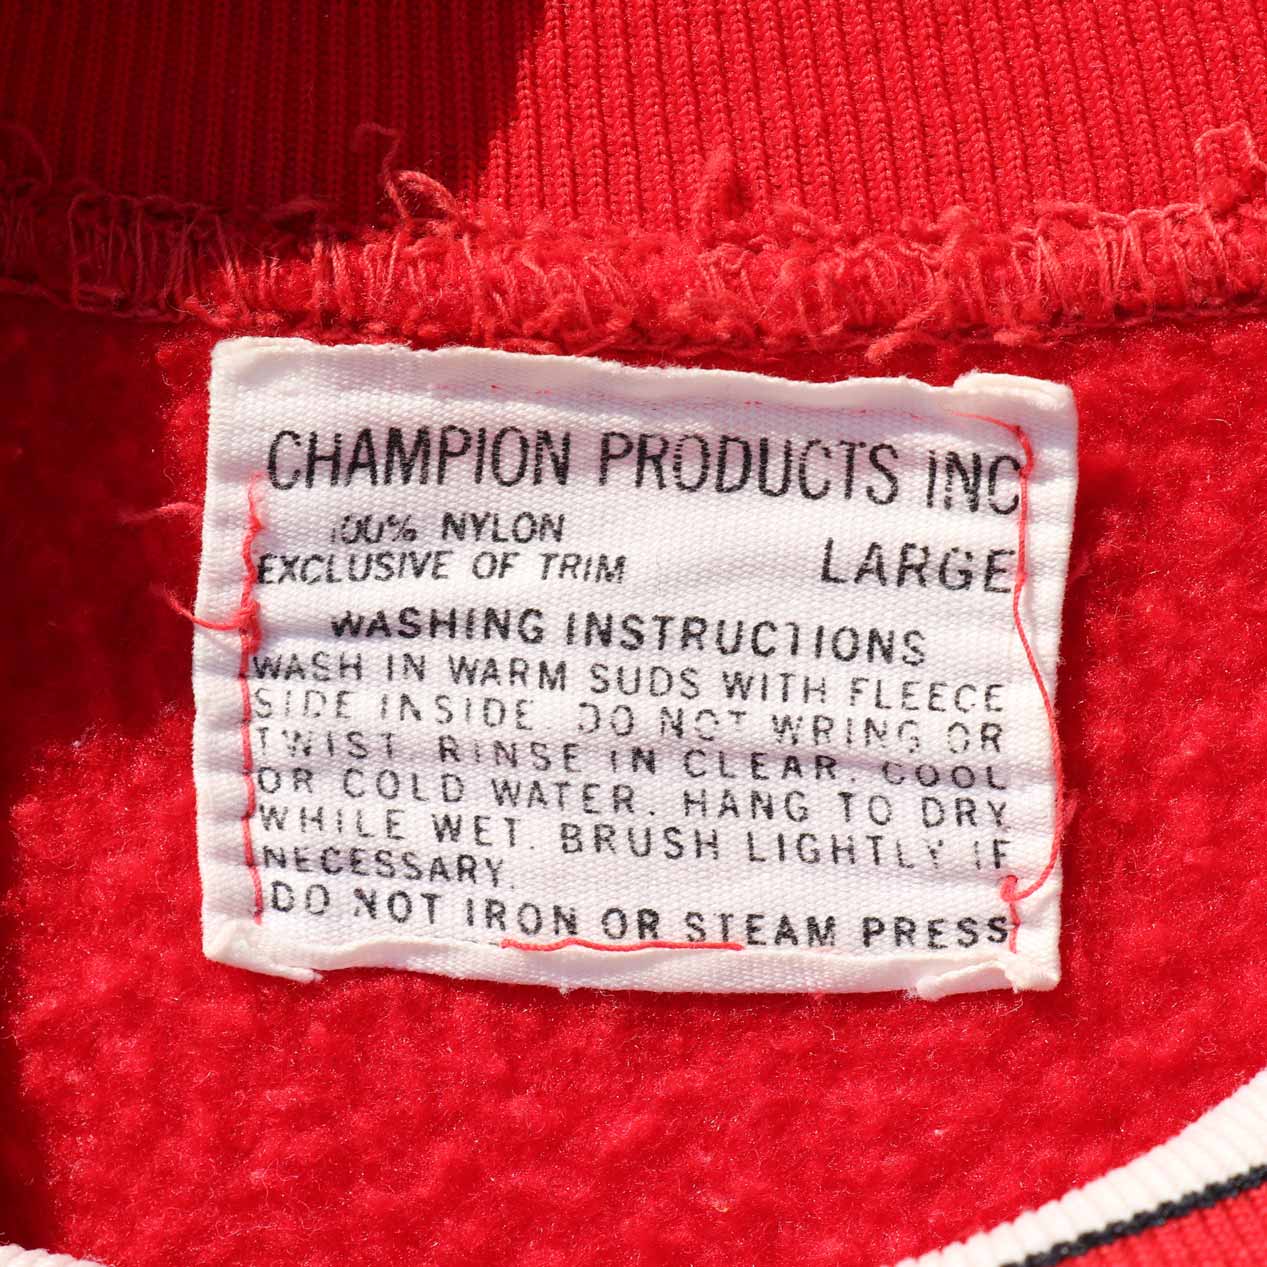 CHAMPION PRODUCTS INC
100% NYLON
EXCLUSIVE OF TRIM LARGE
WASHING INSTRUCTIONS
WASH IN WARM SUDS WITH FLEECE
SIDE INSIDE DO NOT WRING OR
TWIST. RINSE IN CLEAR. COOL
OR COLD WATER. HANG TO DRY
WHILE WET. BRUSH LIGHTLY IF
NECESSARY.
DO NOT IRON OR STEAM PRESS